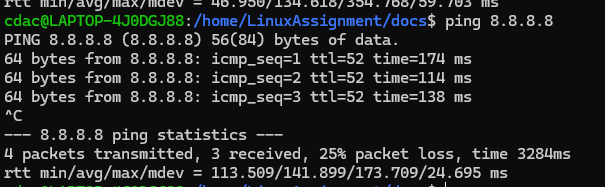 rtt min/avg/max/mdev = 46.950/134.618/354.768/59.703 ms
cdac@LAPTOP-4J0DGJ88:/home/LinuxAssignment/docs$ ping 8.8.8.8
PING 8.8.8.8 (8.8.8.8) 56(84) bytes of data.
64 bytes from 8.8.8.8: icmp_seq=1 ttl=52 time=174 ms
64 bytes from 8.8.8.8: icmp_seq=2 ttl=52 time=114 ms
64 bytes from 8.8.8.8: icmp_seq=3 ttl=52 time=138 ms
^C
--- 8.8.8.8 ping statistics ---
4 packets transmitted, 3 received, 25% packet loss, time 3284ms
rtt min/avg/max/mdev = 113.509/141.899/173.709/24.695 ms